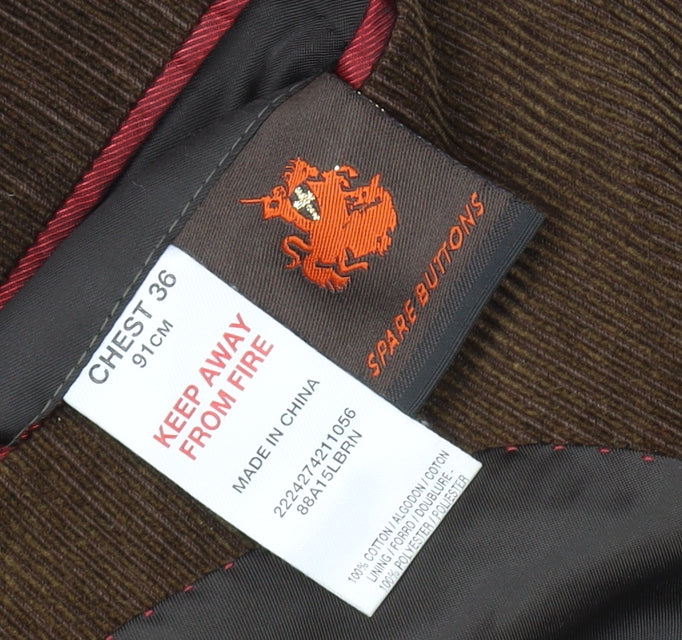 SPARE BUTTONS
CHEST 36
91CM
KEEP AWAY
FROM FIRE
MADE IN CHINA
2224274211056
88A15LBRN
100% COTTON / ALGODON / COTON
LINING / FORRO / DOUBLURE -
100% POLYESTER / POLIESTER